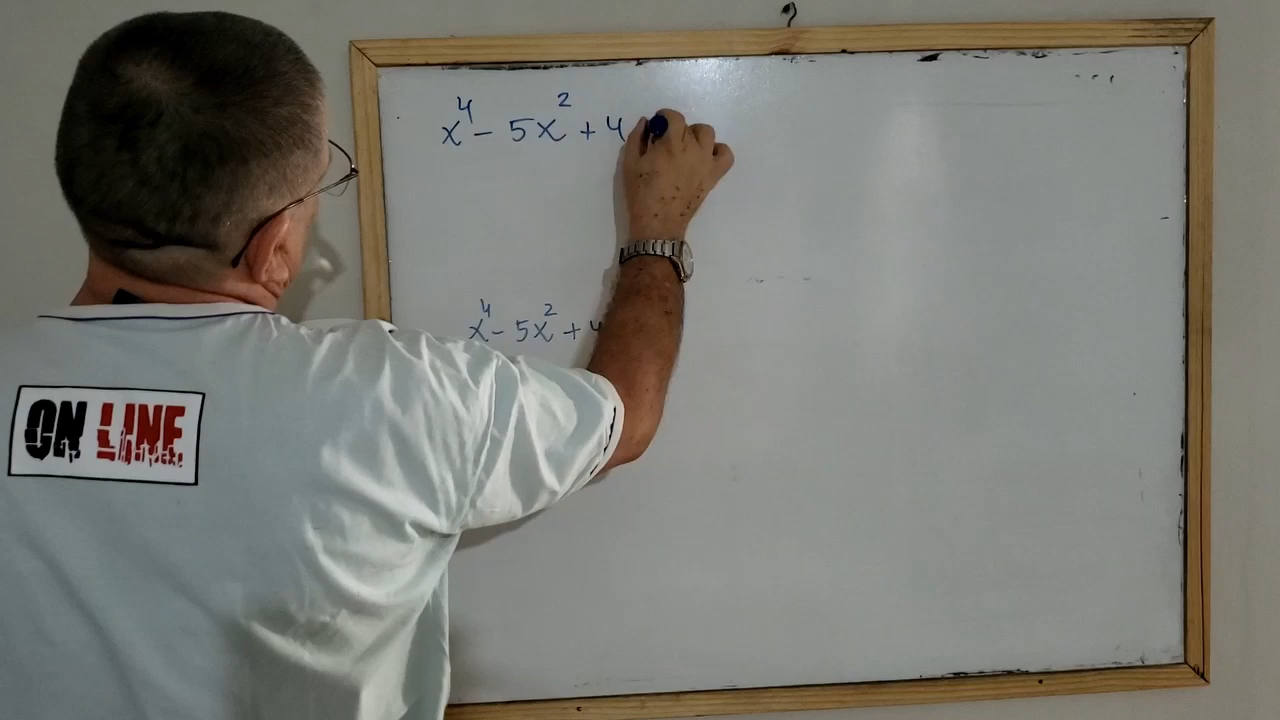 x⁴ - 5x² + 4
x⁴ - 5x² + 4
ON LINE